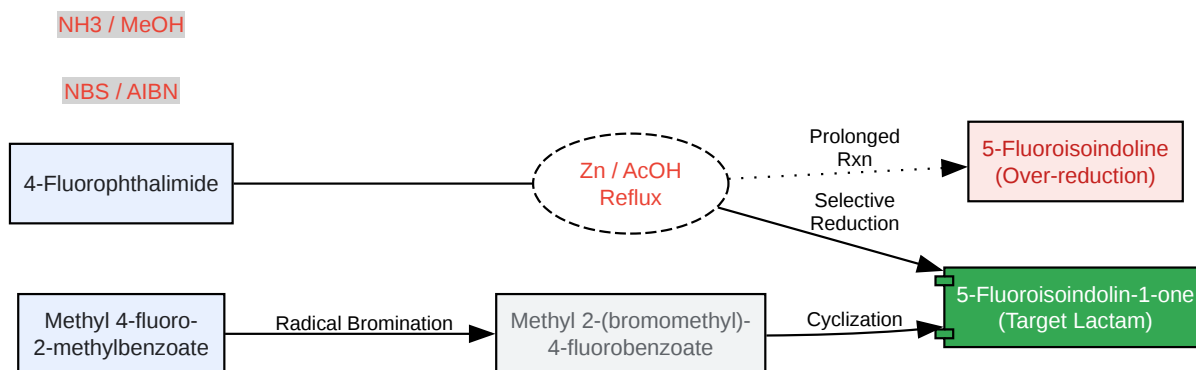 NH3 / MeOH
NBS / AIBN
4-Fluorophthalimide
Zn / AcOH
Reflux
Prolonged
Rxn
5-Fluoroisoindoline
(Over-reduction)
Selective
Reduction
Methyl 4-fluoro-
2-methylbenzoate
Radical Bromination
Methyl 2-(bromomethyl)-
4-fluorobenzoate
Cyclization
5-Fluoroisoindolin-1-one
(Target Lactam)